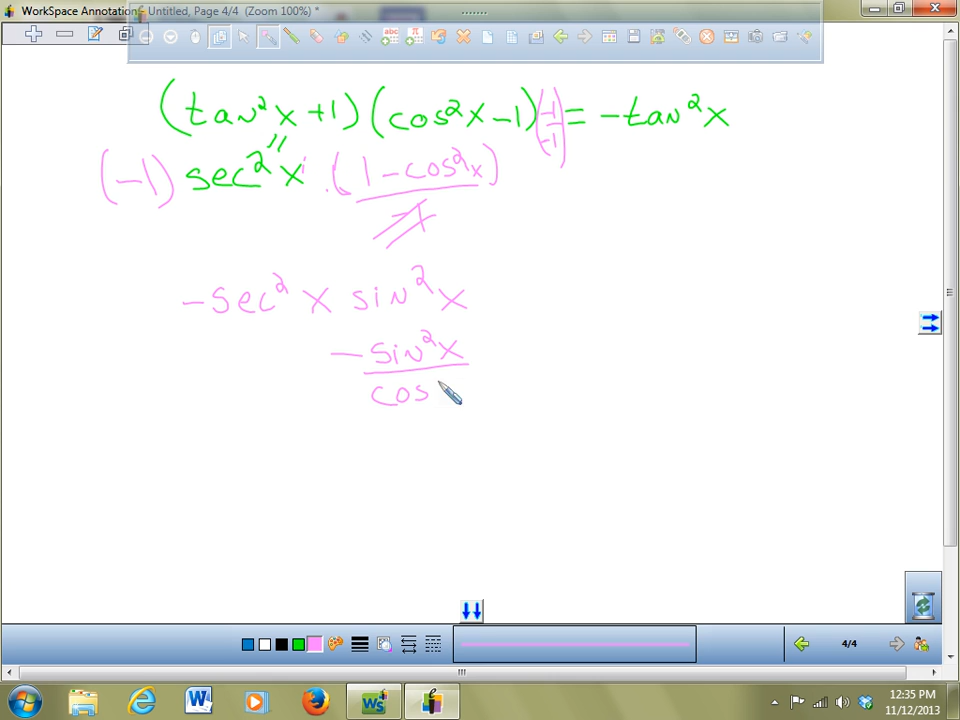 WorkSpace Annotation: Untitled, Page 4/4 (Zoom 100%) *
(tan²x+1)(cos²x-1)(-1/-1) = -tan²x
(-1) sec²x · (1-cos²x)
-1
-sec²x sin²x
-sin²x
cos
4/4
12:35 PM
11/12/2013